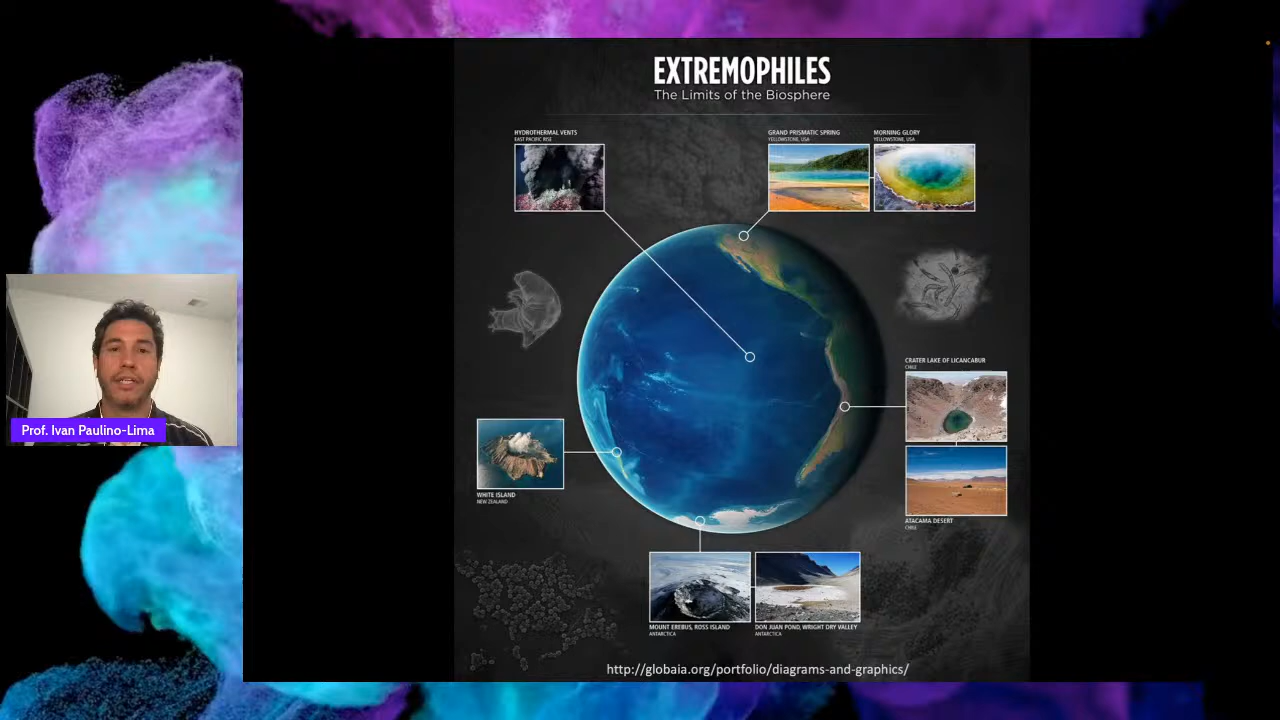 EXTREMOPHILES
The Limits of the Biosphere
HYDROTHERMAL VENTS
EAST PACIFIC RISE
GRAND PRISMATIC SPRING
YELLOWSTONE, USA
MORNING GLORY
YELLOWSTONE, USA
CRATER LAKE OF LICANCABUR
CHILE
Prof. Ivan Paulino-Lima
WHITE ISLAND
NEW ZEALAND
ATACAMA DESERT
CHILE
MOUNT EREBUS, ROSS ISLAND
ANTARCTICA
DON JUAN POND, WRIGHT DRY VALLEY
ANTARCTICA
http://globaia.org/portfolio/diagrams-and-graphics/